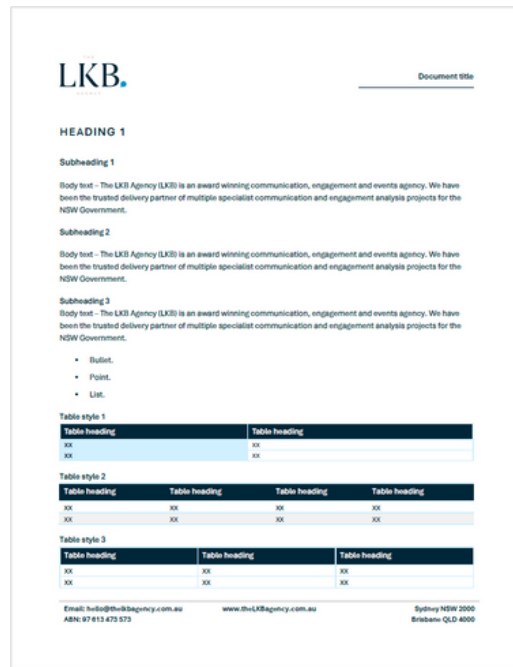 THE
LKB.
AGENCY
Document title
HEADING 1
Subheading 1
Body text – The LKB Agency (LKB) is an award winning communication, engagement and events agency. We have
been the trusted delivery partner of multiple specialist communication and engagement analysis projects for the
NSW Government.
Subheading 2
Body text – The LKB Agency (LKB) is an award winning communication, engagement and events agency. We have
been the trusted delivery partner of multiple specialist communication and engagement analysis projects for the
NSW Government.
Subheading 3
Body text – The LKB Agency (LKB) is an award winning communication, engagement and events agency. We have
been the trusted delivery partner of multiple specialist communication and engagement analysis projects for the
NSW Government.
• Bullet.
• Point.
• List.
Table style 1
Table heading Table heading
xx xx
xx xx
Table style 2
Table heading Table heading Table heading Table heading
xx xx xx xx
xx xx xx xx
Table style 3
Table heading Table heading Table heading
xx xx xx
xx xx xx
Email: hello@thelkbagency.com.au www.theLKBagency.com.au Sydney NSW 2000
ABN: 97 613 473 573 Brisbane QLD 4000